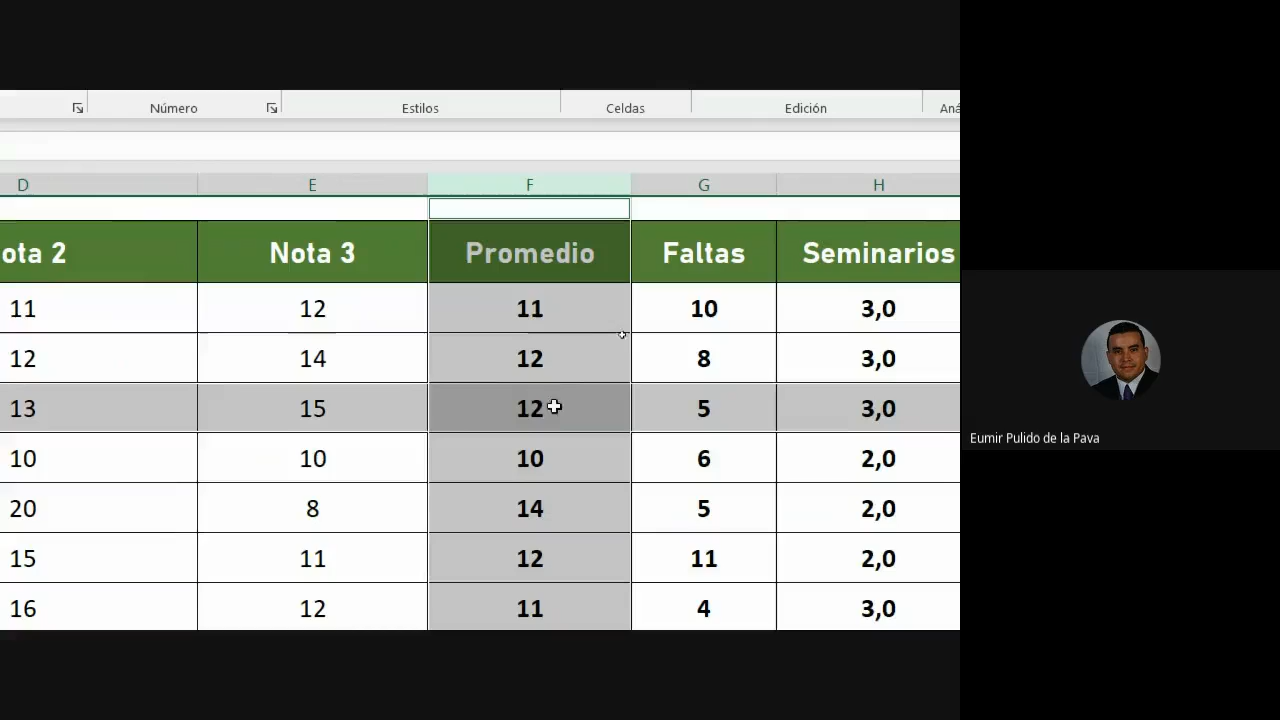 Número Estilos Celdas Edición Aná
D E F G H
ota 2 Nota 3 Promedio Faltas Seminarios
11 12 11 10 3,0
12 14 12 8 3,0
13 15 12 5 3,0
10 10 10 6 2,0
20 8 14 5 2,0
15 11 12 11 2,0
16 12 11 4 3,0
Eumir Pulido de la Pava